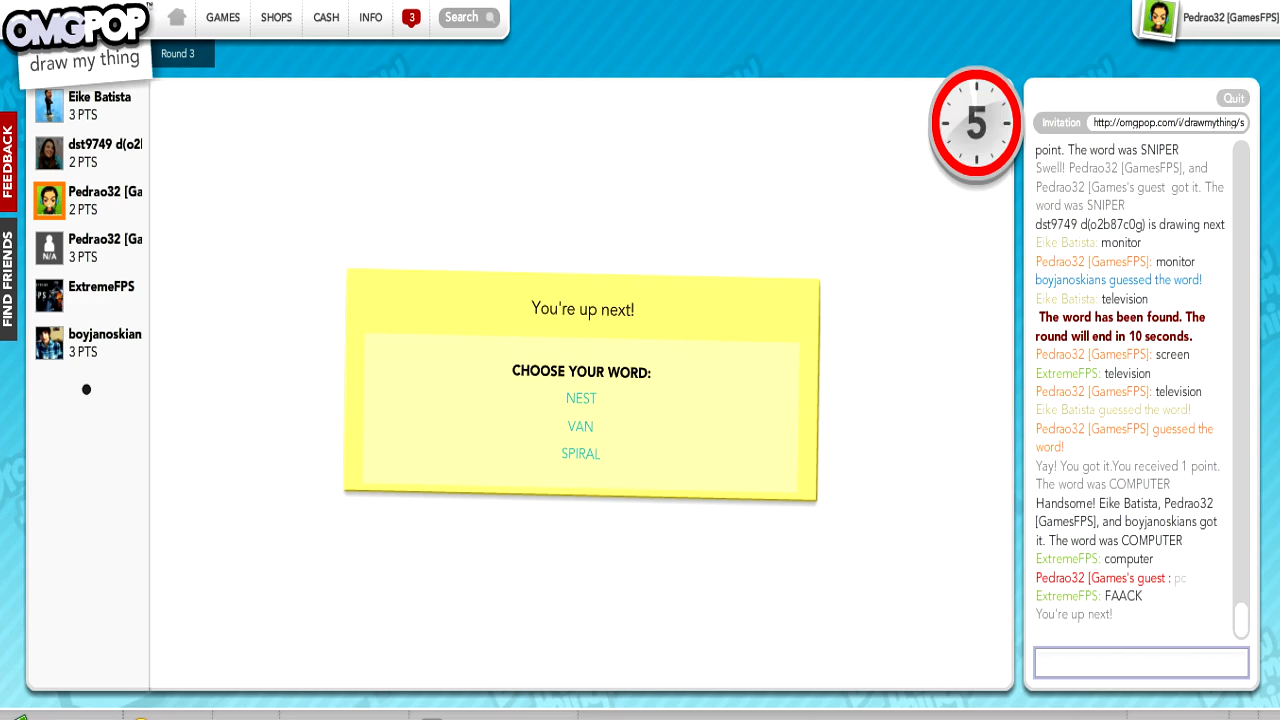 OMGPOP
draw my thing
GAMES
SHOPS
CASH
INFO
3
Search
Pedrao32 [GamesFPS]
Round 3
FEEDBACK
FIND FRIENDS
Eike Batista
3 PTS
dst9749 d(o2l
2 PTS
Pedrao32 [Ga
2 PTS
N/A
Pedrao32 [Ga
3 PTS
ExtremeFPS
boyjanoskian
3 PTS
You're up next!
CHOOSE YOUR WORD:
NEST
VAN
SPIRAL
5
Quit
Invitation http://omgpop.com/i/drawmything/s
point. The word was SNIPER
Swell! Pedrao32 [GamesFPS], and
Pedrao32 [Games's guest got it. The
word was SNIPER
dst9749 d(o2b87c0g) is drawing next
Eike Batista: monitor
Pedrao32 [GamesFPS]: monitor
boyjanoskians guessed the word!
Eike Batista: television
The word has been found. The
round will end in 10 seconds.
Pedrao32 [GamesFPS]: screen
ExtremeFPS: television
Pedrao32 [GamesFPS]: television
Eike Batista guessed the word!
Pedrao32 [GamesFPS] guessed the
word!
Yay! You got it.You received 1 point.
The word was COMPUTER
Handsome! Eike Batista, Pedrao32
[GamesFPS], and boyjanoskians got
it. The word was COMPUTER
ExtremeFPS: computer
Pedrao32 [Games's guest : pc
ExtremeFPS: FAACK
You're up next!